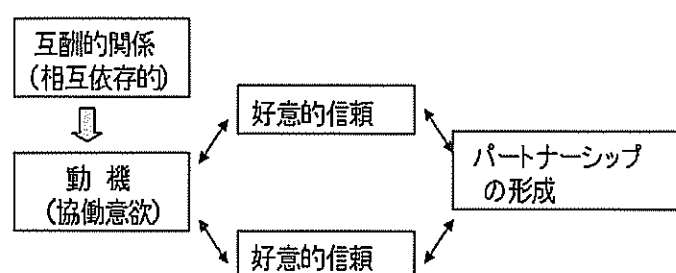 互酬的関係
(相互依存的)
好意的信頼
動 機
(協働意欲)
パートナーシップ
の形成
好意的信頼